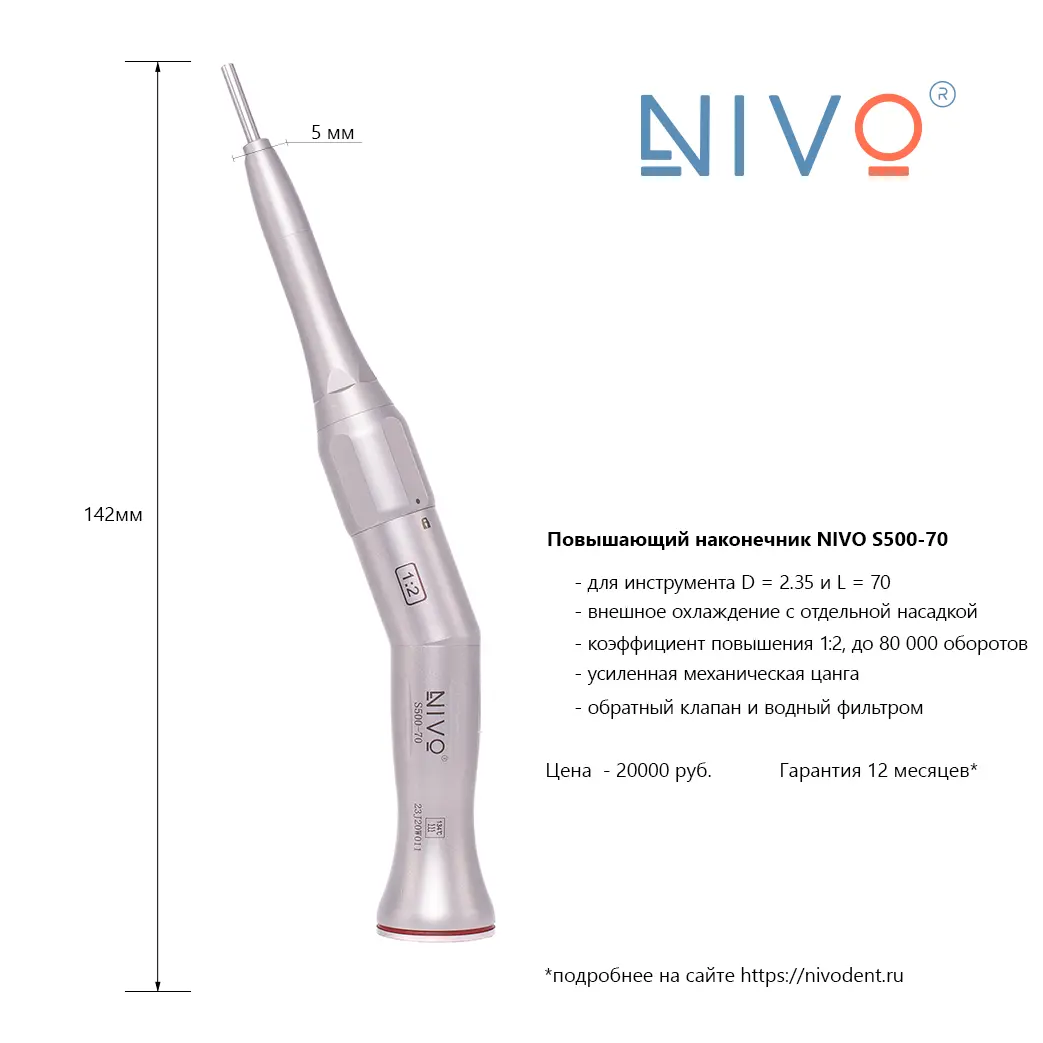 NIVO®
5 мм
142мм
1:2
NIVO®
S500-70
134°C
23J20W011
Повышающий наконечник NIVO S500-70
- для инструмента D = 2.35 и L = 70
- внешное охлаждение с отдельной насадкой
- коэффициент повышения 1:2, до 80 000 оборотов
- усиленная механическая цанга
- обратный клапан и водный фильтром
Цена - 20000 руб. Гарантия 12 месяцев*
*подробнее на сайте https://nivodent.ru